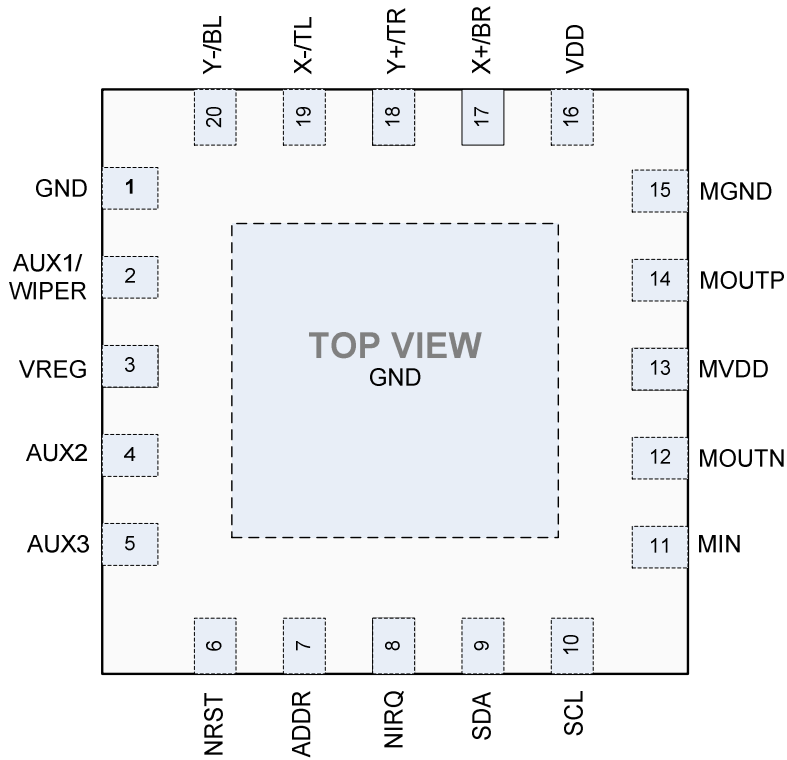 Y-/BL
X-/TL
Y+/TR
X+/BR
VDD
20
19
18
17
16
GND
1
15
MGND
AUX1/
WIPER
2
14
MOUTP
TOP VIEW
GND
VREG
3
13
MVDD
AUX2
4
12
MOUTN
AUX3
5
11
MIN
6
7
8
9
10
NRST
ADDR
NIRQ
SDA
SCL